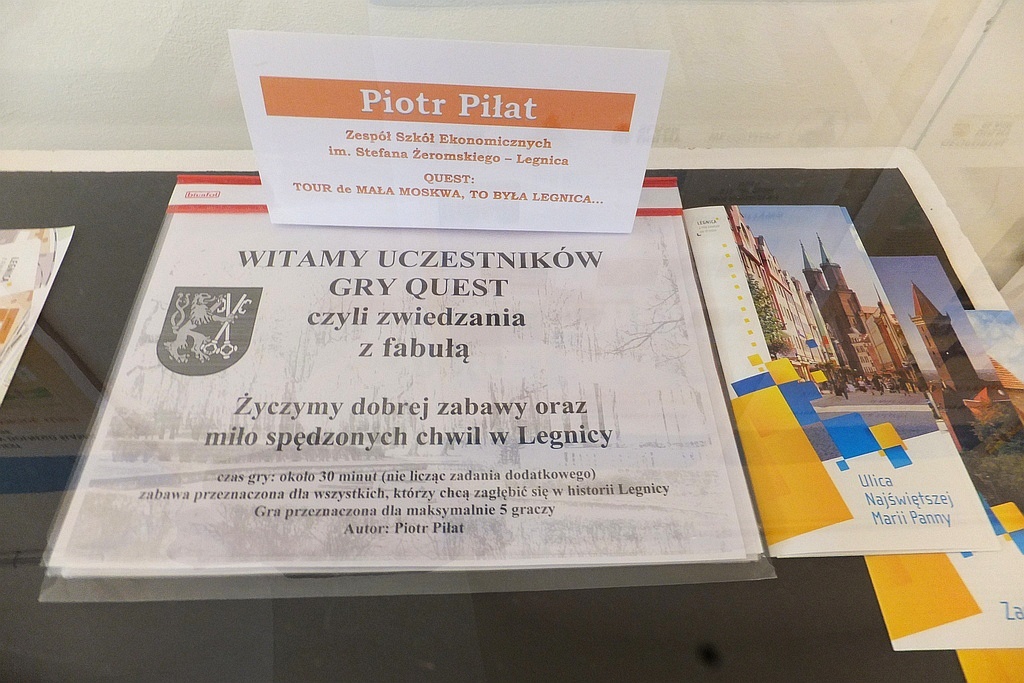 Piotr Piłat
Zespół Szkół Ekonomicznych
im. Stefana Żeromskiego – Legnica
QUEST:
TOUR de MAŁA MOSKWA, TO BYŁA LEGNICA...
WITAMY UCZESTNIKÓW
GRY QUEST
czyli zwiedzania
z fabułą
Życzymy dobrej zabawy oraz
miło spędzonych chwil w Legnicy
czas gry: około 30 minut (nie licząc zadania dodatkowego)
zabawa przeznaczona dla wszystkich, którzy chcą zagłębić się w historii Legnicy
Gra przeznaczona dla maksymalnie 5 graczy
Autor: Piotr Piłat
LEGNICA
Ulica
Najświętszej
Marii Panny
Za